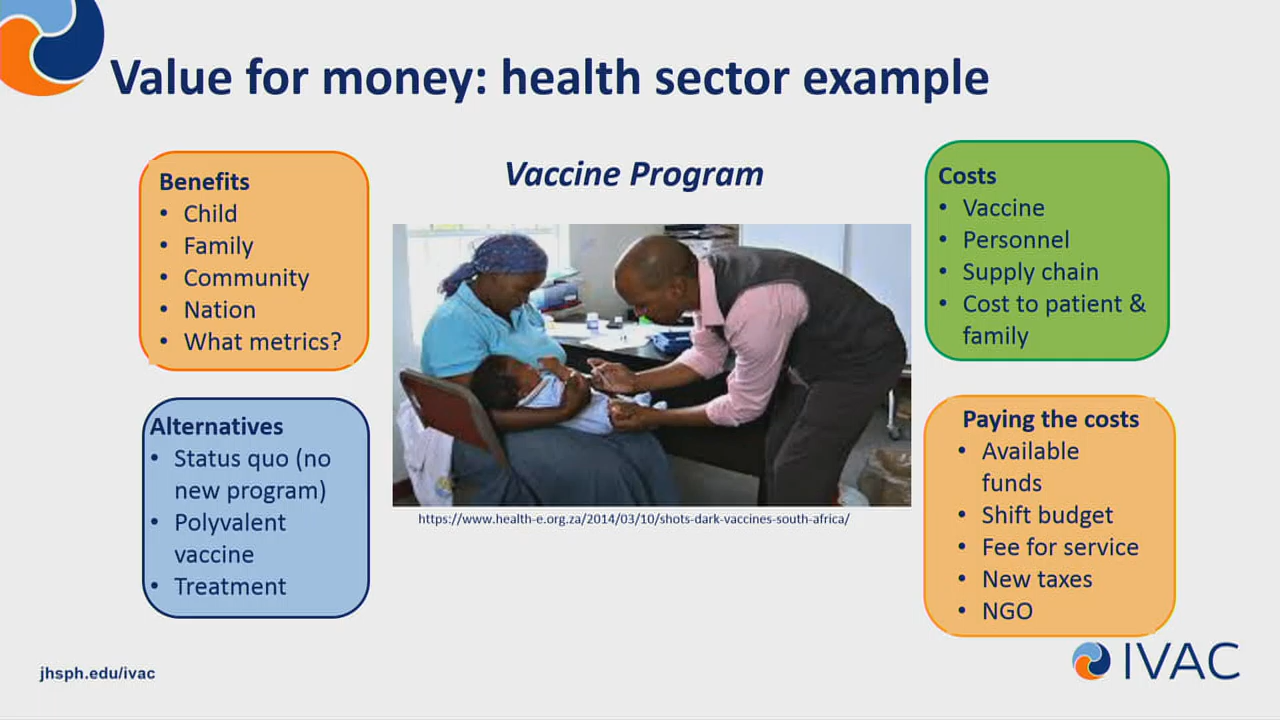 Value for money: health sector example
Vaccine Program
Benefits
• Child
• Family
• Community
• Nation
• What metrics?
Alternatives
• Status quo (no
new program)
• Polyvalent
vaccine
• Treatment
https://www.health-e.org.za/2014/03/10/shots-dark-vaccines-south-africa/
Costs
• Vaccine
• Personnel
• Supply chain
• Cost to patient &
family
Paying the costs
• Available
funds
• Shift budget
• Fee for service
• New taxes
• NGO
jhsph.edu/ivac
IVAC